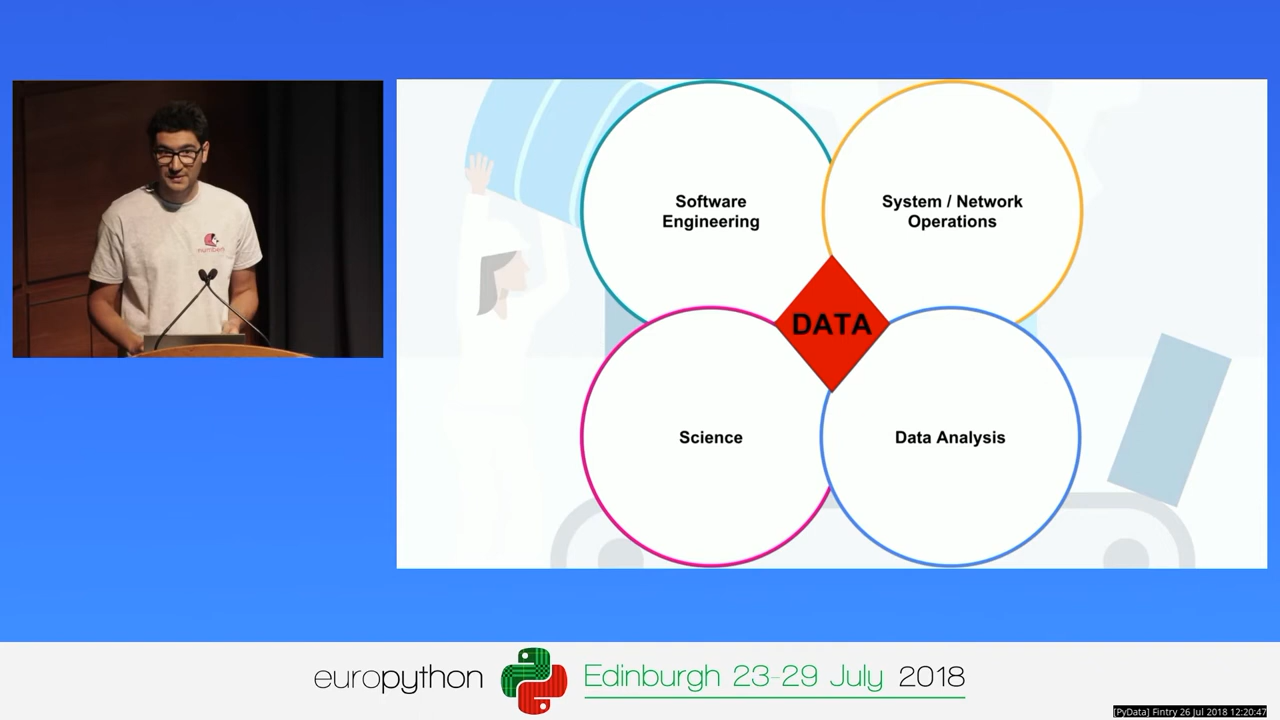 Software
Engineering
System / Network
Operations
DATA
Science
Data Analysis
europython
Edinburgh 23-29 July 2018
[PyData] Fintry 26 Jul 2018 12:20:47